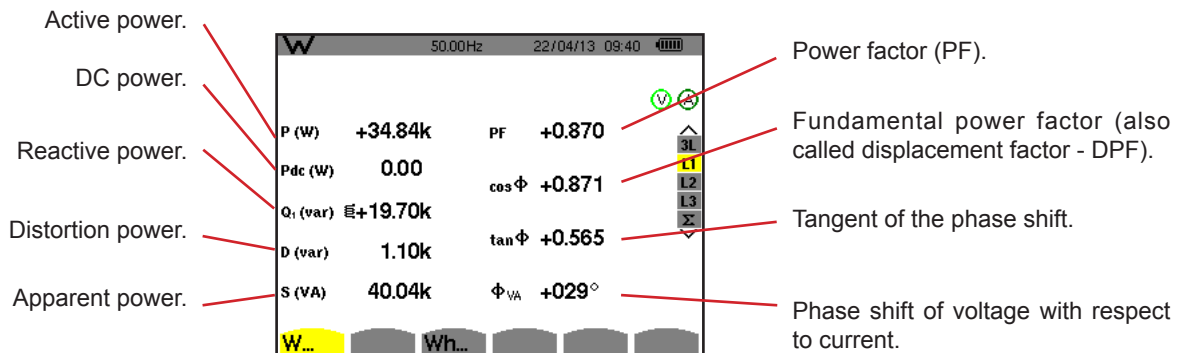 Active power.
DC power.
Reactive power.
Distortion power.
Apparent power.
W 50.00Hz 22/04/13 09:40
V A
P (W) +34.84k PF +0.870
Pdc (W) 0.00 cosΦ +0.871
Q₁ (var) +19.70k tanΦ +0.565
D (var) 1.10k
S (VA) 40.04k ΦVA +029°
3L
L1
L2
L3
Σ
W... Wh...
Power factor (PF).
Fundamental power factor (also
called displacement factor - DPF).
Tangent of the phase shift.
Phase shift of voltage with respect
to current.